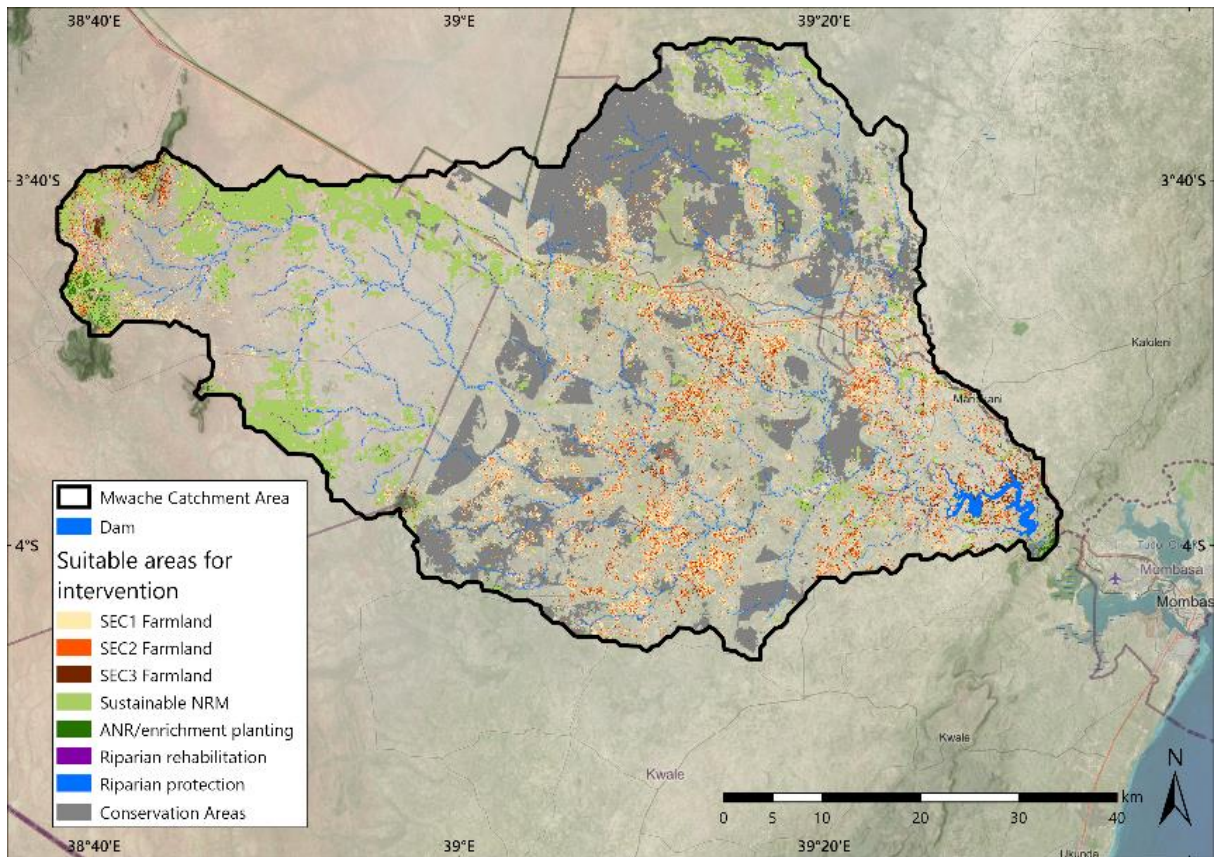 38°40'E
39°E
39°20'E
3°40'S
3°40'S
Kaloleni
Mariakani
Mwache Catchment Area
Dam
Suitable areas for
intervention
SEC1 Farmland
SEC2 Farmland
SEC3 Farmland
Sustainable NRM
ANR/enrichment planting
Riparian rehabilitation
Riparian protection
Conservation Areas
4°S
4°S
Mombasa
Mombas
Kwale
Kwale
N
km
0 5 10 20 30 40
38°40'E
39°E
39°20'E
Ukunda